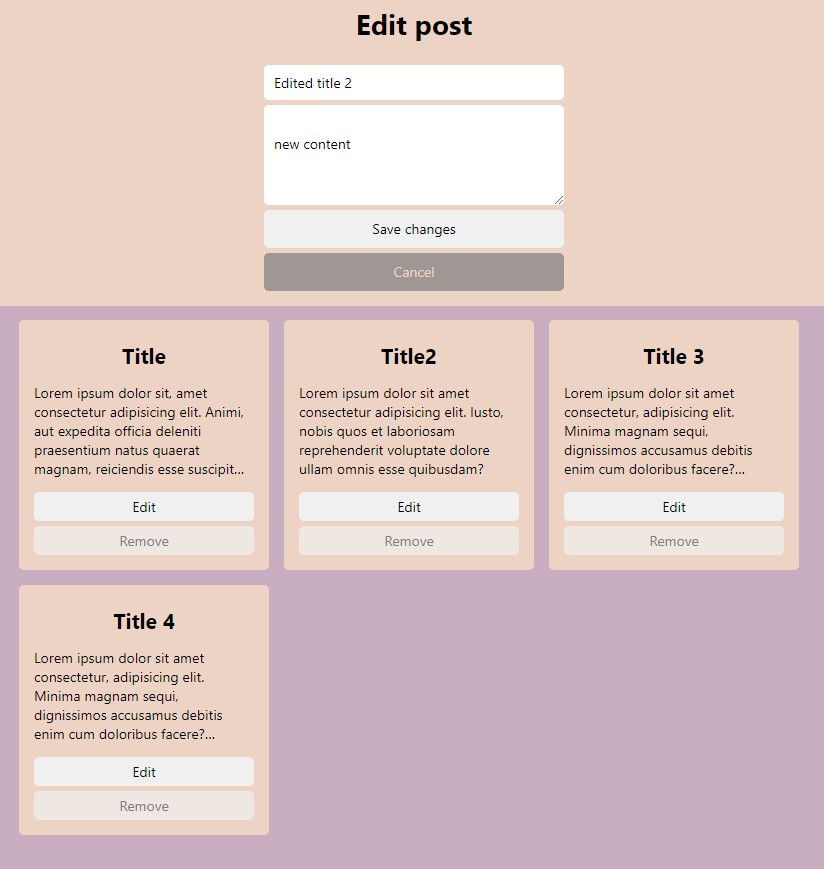 Edit post
Edited title 2
new content
Save changes
Cancel
Title
Lorem ipsum dolor sit, amet
consectetur adipisicing elit. Animi,
aut expedita officia deleniti
praesentium natus quaerat
magnam, reiciendis esse suscipit...
Edit
Remove
Title2
Lorem ipsum dolor sit amet
consectetur adipisicing elit. Iusto,
nobis quos et laboriosam
reprehenderit voluptate dolore
ullam omnis esse quibusdam?
Edit
Remove
Title 3
Lorem ipsum dolor sit amet
consectetur, adipisicing elit.
Minima magnam sequi,
dignissimos accusamus debitis
enim cum doloribus facere?...
Edit
Remove
Title 4
Lorem ipsum dolor sit amet
consectetur, adipisicing elit.
Minima magnam sequi,
dignissimos accusamus debitis
enim cum doloribus facere?...
Edit
Remove